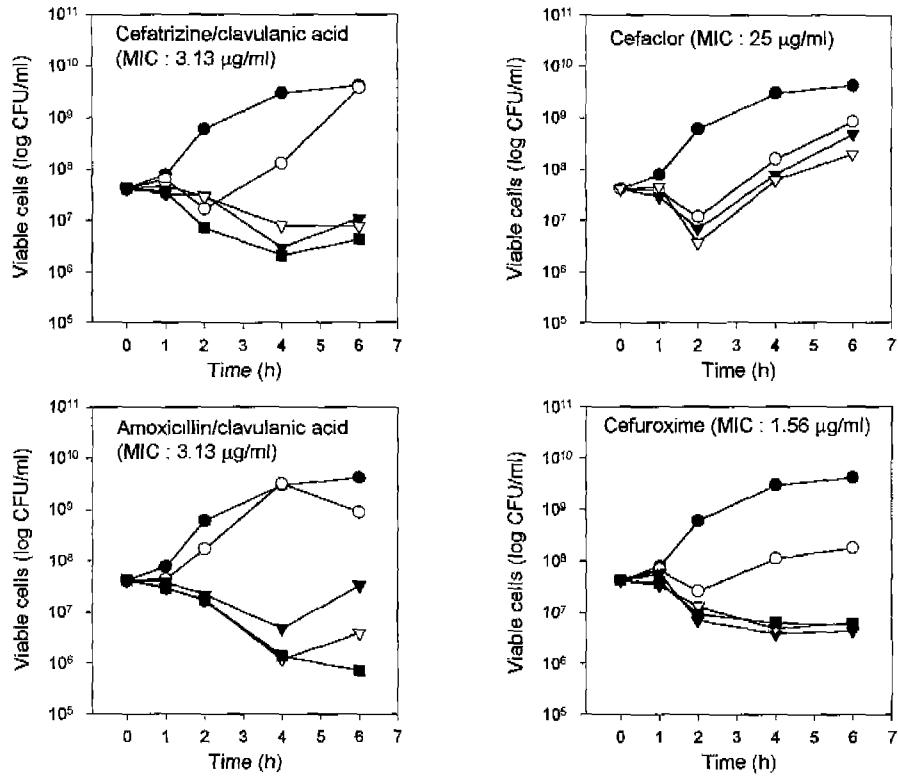 Cefatrizine/clavulanic acid
(MIC : 3.13 µg/ml)
Viable cells (log CFU/ml)
10¹¹
10¹⁰
10⁹
10⁸
10⁷
10⁶
10⁵
0 1 2 3 4 5 6 7
Time (h)
Cefaclor (MIC : 25 µg/ml)
Viable cells (log CFU/ml)
10¹¹
10¹⁰
10⁹
10⁸
10⁷
10⁶
10⁵
0 1 2 3 4 5 6 7
Time (h)
Amoxicillin/clavulanic acid
(MIC : 3.13 µg/ml)
Viable cells (log CFU/ml)
10¹¹
10¹⁰
10⁹
10⁸
10⁷
10⁶
10⁵
0 1 2 3 4 5 6 7
Time (h)
Cefuroxime (MIC : 1.56 µg/ml)
Viable cells (log CFU/ml)
10¹¹
10¹⁰
10⁹
10⁸
10⁷
10⁶
10⁵
0 1 2 3 4 5 6 7
Time (h)